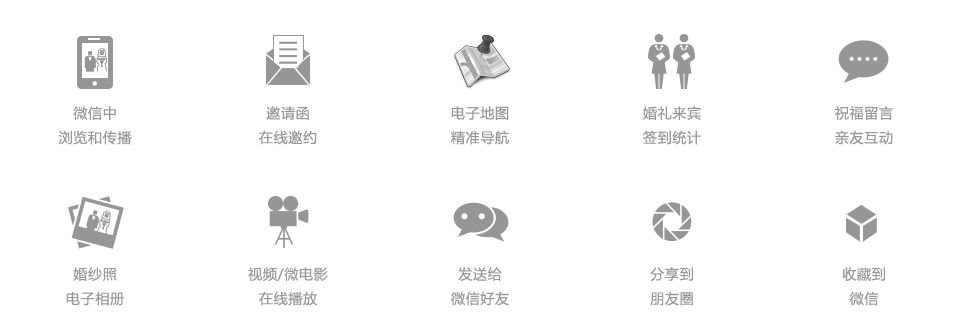 微信中
浏览和传播
邀请函
在线邀约
电子地图
精准导航
婚礼来宾
签到统计
祝福留言
亲友互动
婚纱照
电子相册
视频/微电影
在线播放
发送给
微信好友
分享到
朋友圈
收藏到
微信